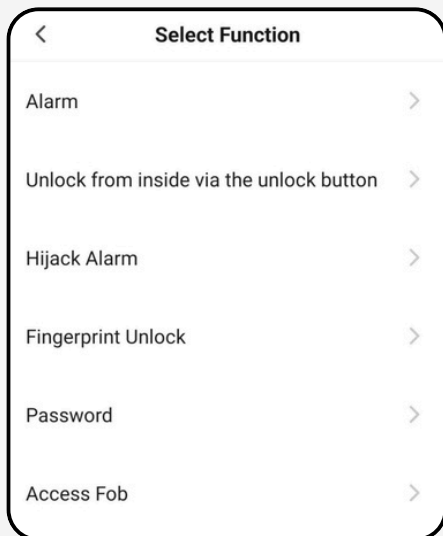 Select Function
Alarm
Unlock from inside via the unlock button
Hijack Alarm
Fingerprint Unlock
Password
Access Fob